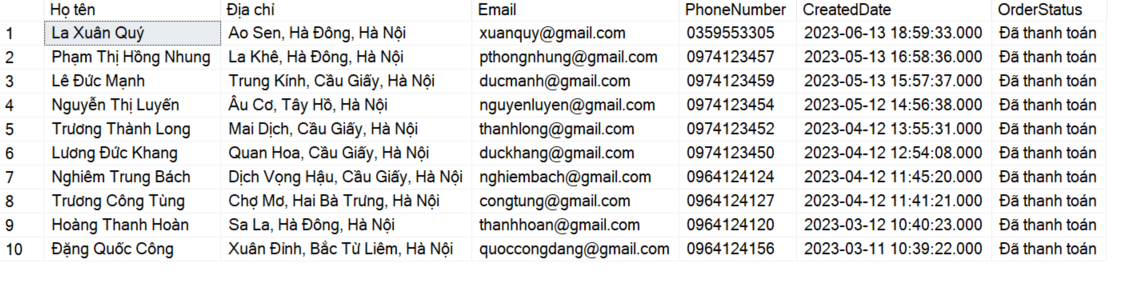 Họ tên Địa chỉ Email PhoneNumber CreatedDate OrderStatus
1 La Xuân Quý Ao Sen, Hà Đông, Hà Nội xuanquy@gmail.com 0359553305 2023-06-13 18:59:33.000 Đã thanh toán
2 Phạm Thị Hồng Nhung La Khê, Hà Đông, Hà Nội pthongnhung@gmail.com 0974123457 2023-05-13 16:58:36.000 Đã thanh toán
3 Lê Đức Mạnh Trung Kính, Cầu Giấy, Hà Nội ducmanh@gmail.com 0974123459 2023-05-13 15:57:37.000 Đã thanh toán
4 Nguyễn Thị Luyến Âu Cơ, Tây Hồ, Hà Nội nguyenluyen@gmail.com 0974123454 2023-05-12 14:56:38.000 Đã thanh toán
5 Trương Thành Long Mai Dịch, Cầu Giấy, Hà Nội thanhlong@gmail.com 0974123452 2023-04-12 13:55:31.000 Đã thanh toán
6 Lương Đức Khang Quan Hoa, Cầu Giấy, Hà Nội duckhang@gmail.com 0974123450 2023-04-12 12:54:08.000 Đã thanh toán
7 Nghiêm Trung Bách Dịch Vọng Hậu, Cầu Giấy, Hà Nội nghiembach@gmail.com 0964124124 2023-04-12 11:45:20.000 Đã thanh toán
8 Trương Công Tùng Chợ Mơ, Hai Bà Trưng, Hà Nội congtung@gmail.com 0964124127 2023-04-12 11:41:21.000 Đã thanh toán
9 Hoàng Thanh Hoàn Sa La, Hà Đông, Hà Nội thanhhoan@gmail.com 0964124120 2023-03-12 10:40:23.000 Đã thanh toán
10 Đặng Quốc Công Xuân Đỉnh, Bắc Từ Liêm, Hà Nội quoccongdang@gmail.com 0964124156 2023-03-11 10:39:22.000 Đã thanh toán